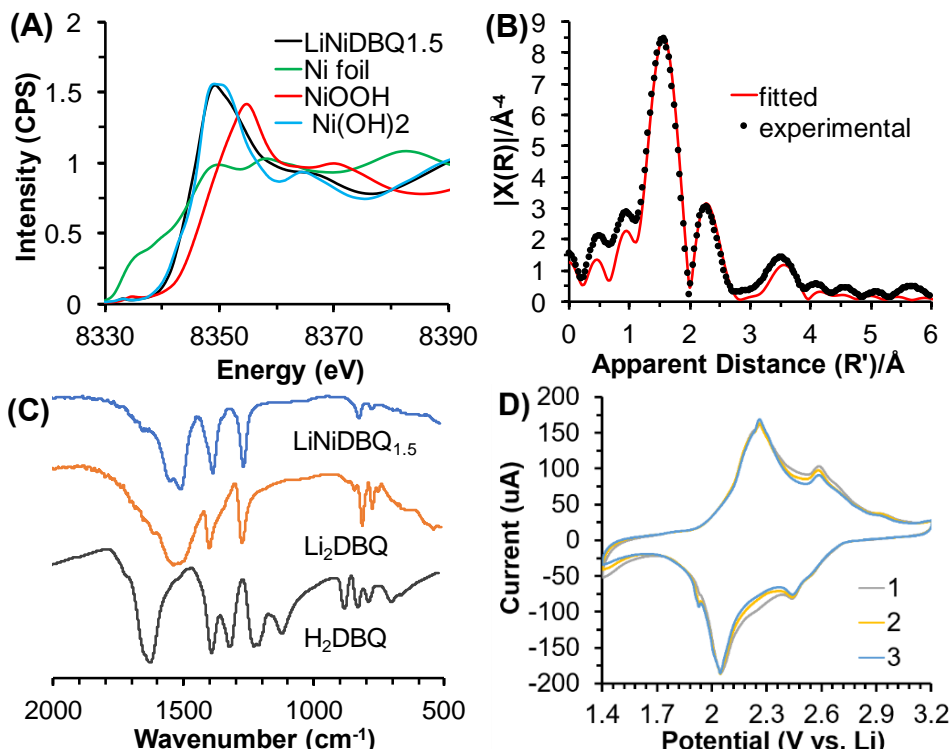 (A)
Intensity (CPS)
2
1.5
1
0.5
0
8330
8350
8370
8390
Energy (eV)
LiNiDBQ1.5
Ni foil
NiOOH
Ni(OH)2
(B)
|X(R)|/Å⁻⁴
9
8
7
6
5
4
3
2
1
0
0
1
2
3
4
5
6
Apparent Distance (R')/Å
fitted
experimental
(C)
LiNiDBQ₁.₅
Li₂DBQ
H₂DBQ
2000
1500
1000
500
Wavenumber (cm⁻¹)
D)
Current (uA)
200
150
100
50
0
-50
-100
-150
-200
1.4
1.7
2
2.3
2.6
2.9
3.2
Potential (V vs. Li)
1
2
3